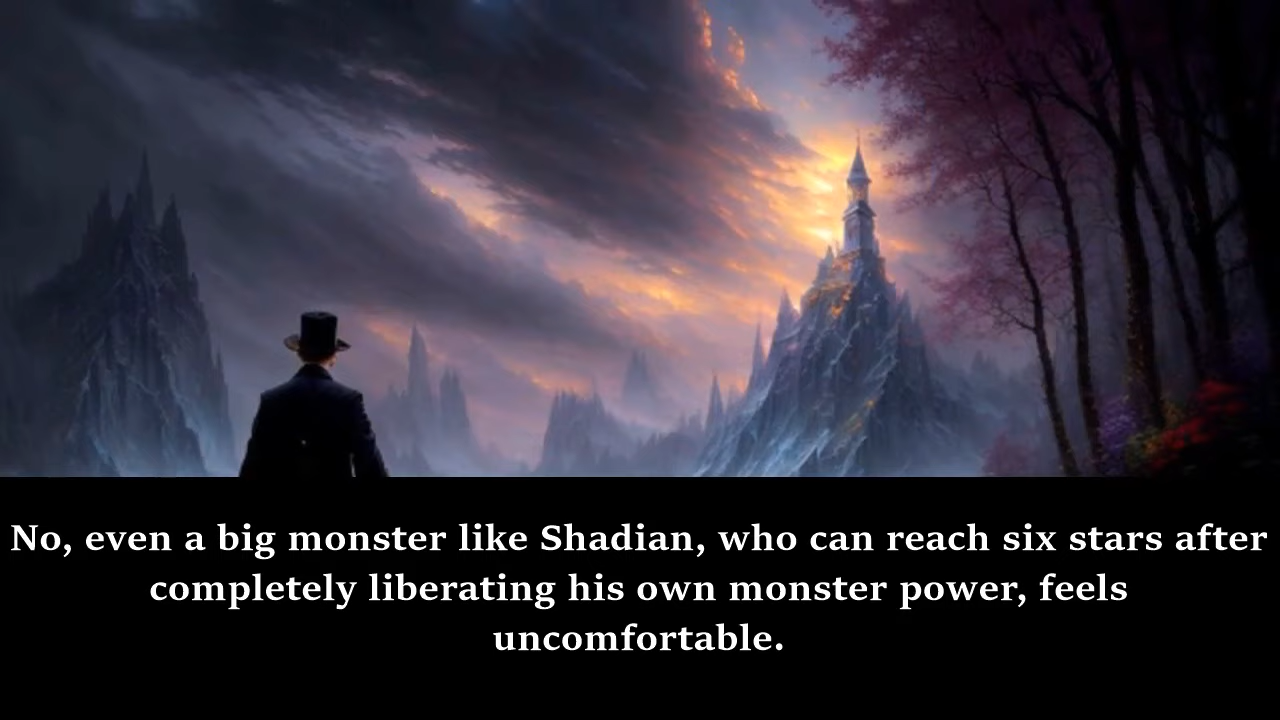 No, even a big monster like Shadian, who can reach six stars after
completely liberating his own monster power, feels
uncomfortable.